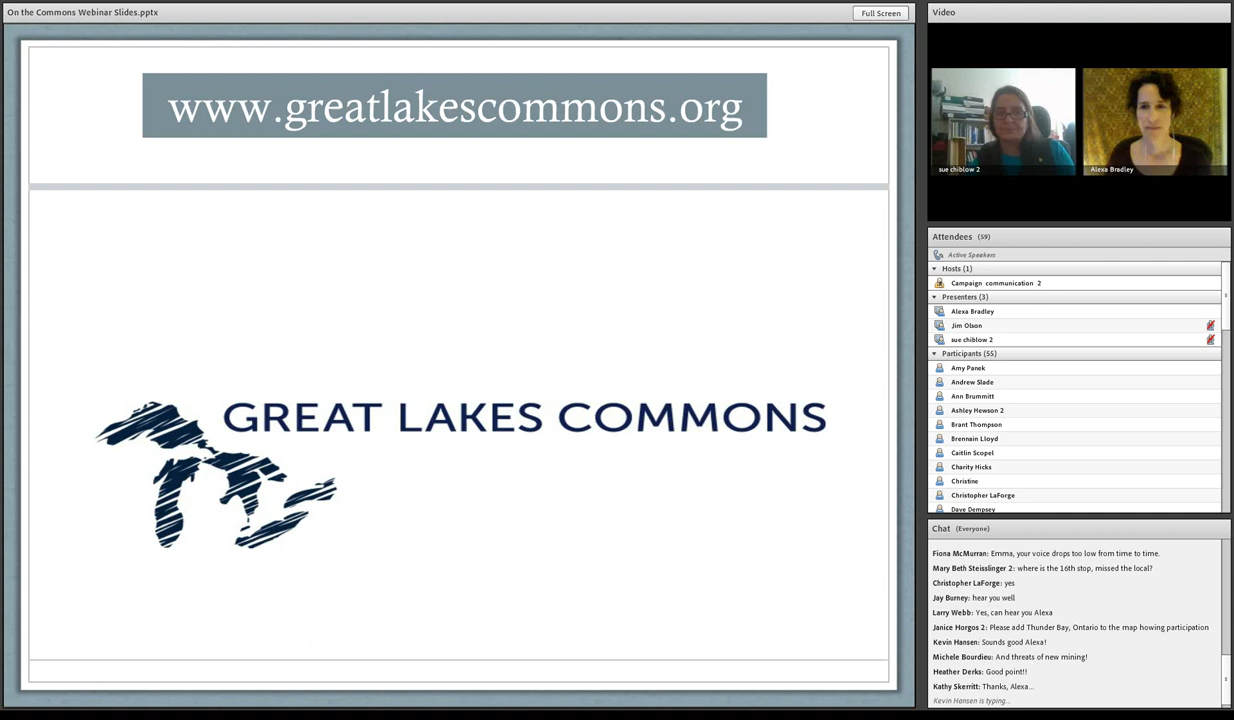 On the Commons Webinar Slides.pptx
Full Screen
www.greatlakescommons.org
GREAT LAKES COMMONS
Video
sue chiblow 2
Alexa Bradley
Attendees (59)
Active Speakers
Hosts (1)
Campaign communication 2
Presenters (3)
Alexa Bradley
Jim Olson
sue chiblow 2
Participants (55)
Amy Panek
Andrew Slade
Ann Brummitt
Ashley Hewson 2
Brant Thompson
Brennain Lloyd
Caitlin Scopel
Charity Hicks
Christine
Christopher LaForge
Dave Dempsey
Chat (Everyone)
Fiona McMurran: Emma, your voice drops too low from time to time.
Mary Beth Steisslinger 2: where is the 16th stop, missed the local?
Christopher LaForge: yes
Jay Burney: hear you well
Larry Webb: Yes, can hear you Alexa
Janice Horgos 2: Please add Thunder Bay, Ontario to the map howing participation
Kevin Hansen: Sounds good Alexa!
Michele Bourdieu: And threats of new mining!
Heather Derks: Good point!!
Kathy Skerritt: Thanks, Alexa...
Kevin Hansen is typing...